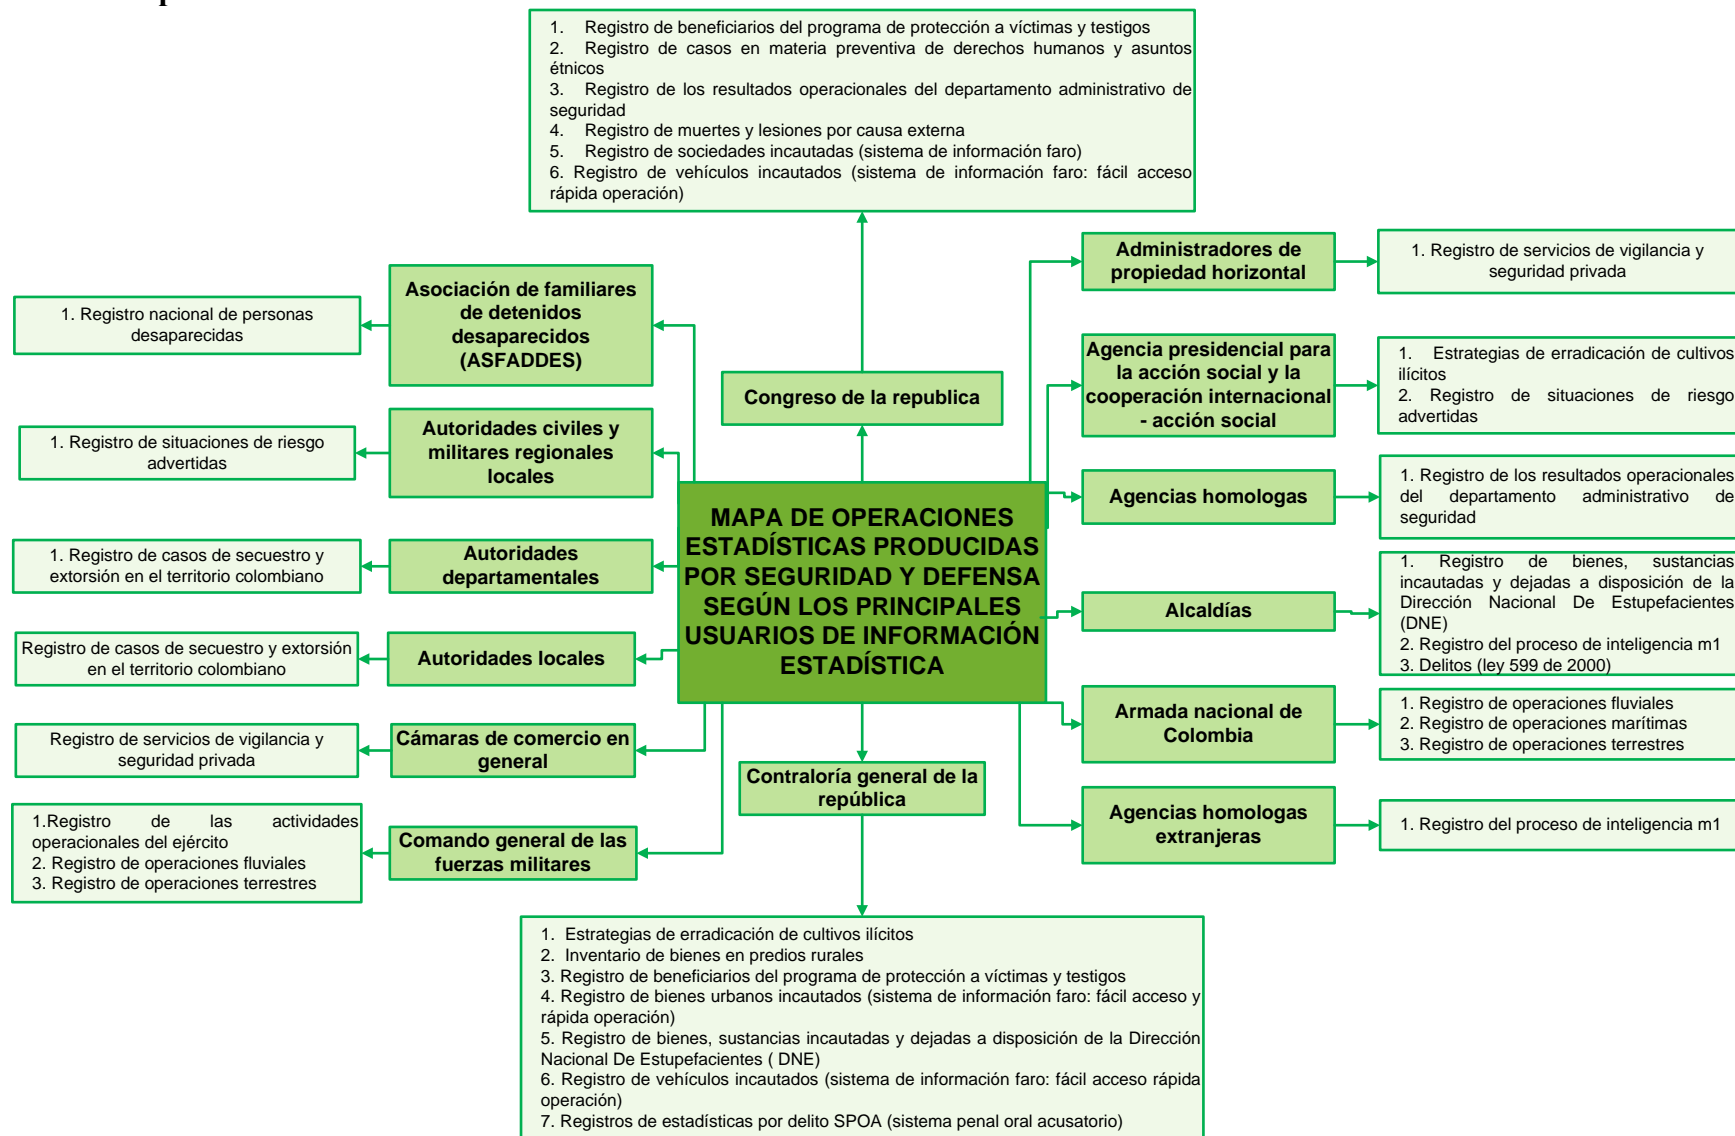 1. Registro de beneficiarios del programa de protección a víctimas y testigos
2. Registro de casos en materia preventiva de derechos humanos y asuntos
étnicos
3. Registro de los resultados operacionales del departamento administrativo de
seguridad
4. Registro de muertes y lesiones por causa externa
5. Registro de sociedades incautadas (sistema de información faro)
6. Registro de vehículos incautados (sistema de información faro: fácil acceso
rápida operación)
Asociación de familiares
de detenidos
desaparecidos
(ASFADDES)
1. Registro nacional de personas
desaparecidas
Congreso de la republica
Administradores de
propiedad horizontal
1. Registro de servicios de vigilancia y
seguridad privada
Agencia presidencial para
la acción social y la
cooperación internacional
- acción social
1. Estrategias de erradicación de cultivos
ilícitos
2. Registro de situaciones de riesgo
advertidas
Autoridades civiles y
militares regionales
locales
1. Registro de situaciones de riesgo
advertidas
Agencias homologas
1. Registro de los resultados operacionales
del departamento administrativo de
seguridad
MAPA DE OPERACIONES
ESTADÍSTICAS PRODUCIDAS
POR SEGURIDAD Y DEFENSA
SEGÚN LOS PRINCIPALES
USUARIOS DE INFORMACIÓN
ESTADÍSTICA
Autoridades
departamentales
1. Registro de casos de secuestro y
extorsión en el territorio colombiano
Alcaldías
1. Registro de bienes, sustancias
incautadas y dejadas a disposición de la
Dirección Nacional De Estupefacientes
(DNE)
2. Registro del proceso de inteligencia m1
3. Delitos (ley 599 de 2000)
Autoridades locales
Registro de casos de secuestro y extorsión
en el territorio colombiano
Armada nacional de
Colombia
1. Registro de operaciones fluviales
2. Registro de operaciones marítimas
3. Registro de operaciones terrestres
Cámaras de comercio en
general
Registro de servicios de vigilancia y
seguridad privada
Contraloría general de la
república
Agencias homologas
extranjeras
1. Registro del proceso de inteligencia m1
Comando general de las
fuerzas militares
1.Registro de las actividades
operacionales del ejército
2. Registro de operaciones fluviales
3. Registro de operaciones terrestres
1. Estrategias de erradicación de cultivos ilícitos
2. Inventario de bienes en predios rurales
3. Registro de beneficiarios del programa de protección a víctimas y testigos
4. Registro de bienes urbanos incautados (sistema de información faro: fácil acceso y
rápida operación)
5. Registro de bienes, sustancias incautadas y dejadas a disposición de la Dirección
Nacional De Estupefacientes ( DNE)
6. Registro de vehículos incautados (sistema de información faro: fácil acceso rápida
operación)
7. Registros de estadísticas por delito SPOA (sistema penal oral acusatorio)